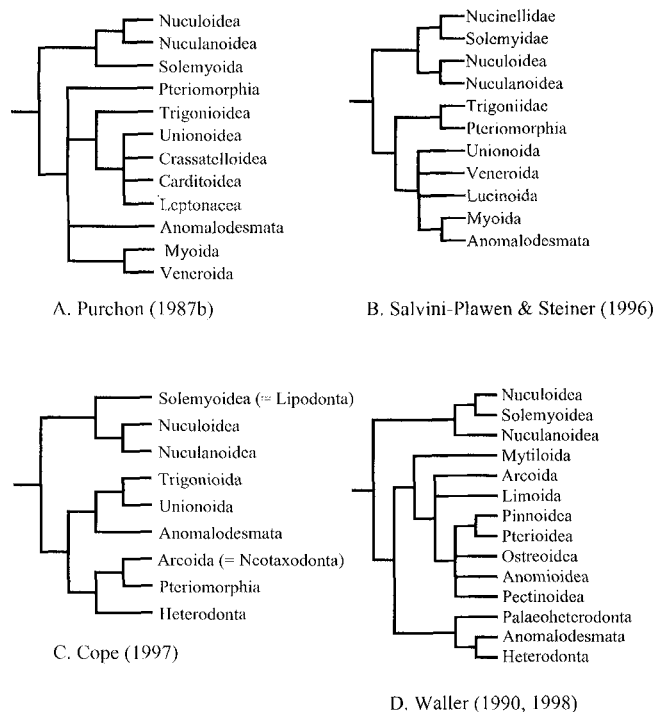 Nuculoidea
Nuculanoidea
Solemyoida
Pteriomorphia
Trigonioidea
Unionoidea
Crassatelloidea
Carditoidea
Leptonacea
Anomalodesmata
Myoida
Veneroida
A. Purchon (1987b)
Nucinellidae
Solemyidae
Nuculoidea
Nuculanoidea
Trigoniidae
Pteriomorphia
Unionoida
Veneroida
Lucinoida
Myoida
Anomalodesmata
B. Salvini-Plawen & Steiner (1996)
Solemyoidea (= Lipodonta)
Nuculoidea
Nuculanoidea
Trigonioida
Unionoida
Anomalodesmata
Arcoida (= Neotaxodonta)
Pteriomorphia
Heterodonta
C. Cope (1997)
Nuculoidea
Solemyoidea
Nuculanoidea
Mytiloida
Arcoida
Limoida
Pinnoidea
Pterioidea
Ostreoidea
Anomioidea
Pectinoidea
Palaeoheterodonta
Anomalodesmata
Heterodonta
D. Waller (1990, 1998)